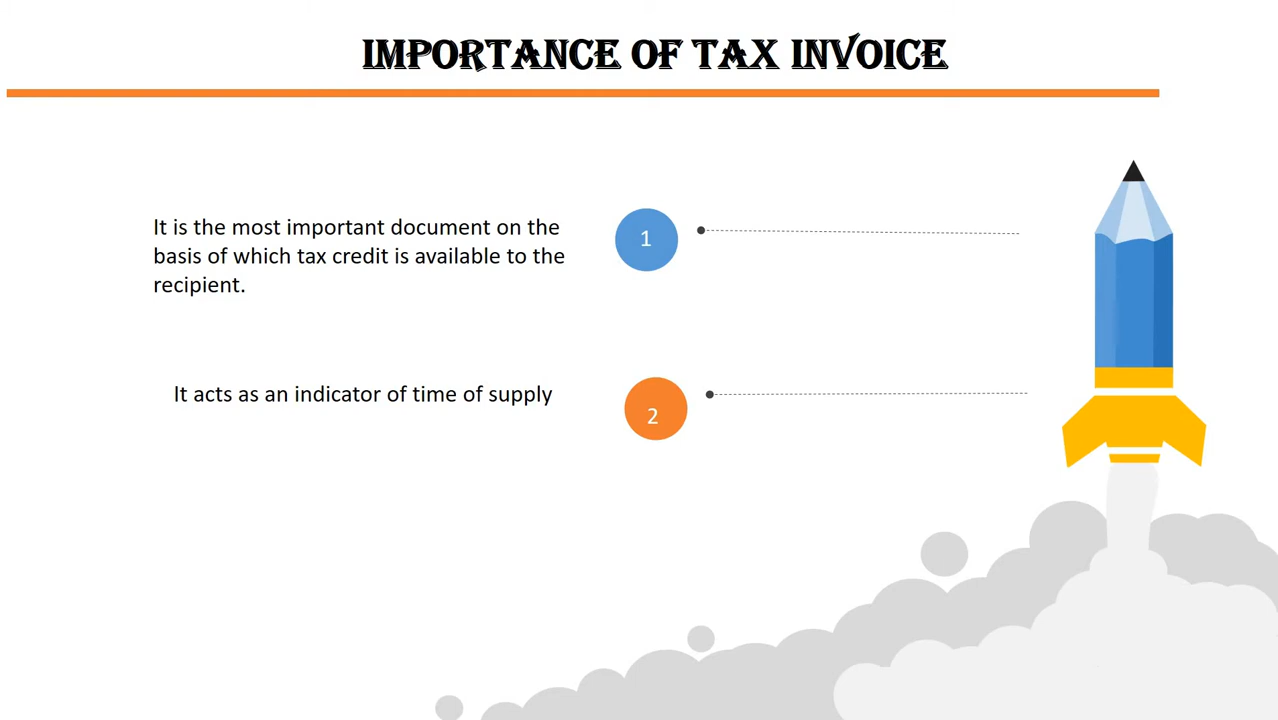 IMPORTANCE OF TAX INVOICE
It is the most important document on the
basis of which tax credit is available to the
recipient.
1
It acts as an indicator of time of supply
2